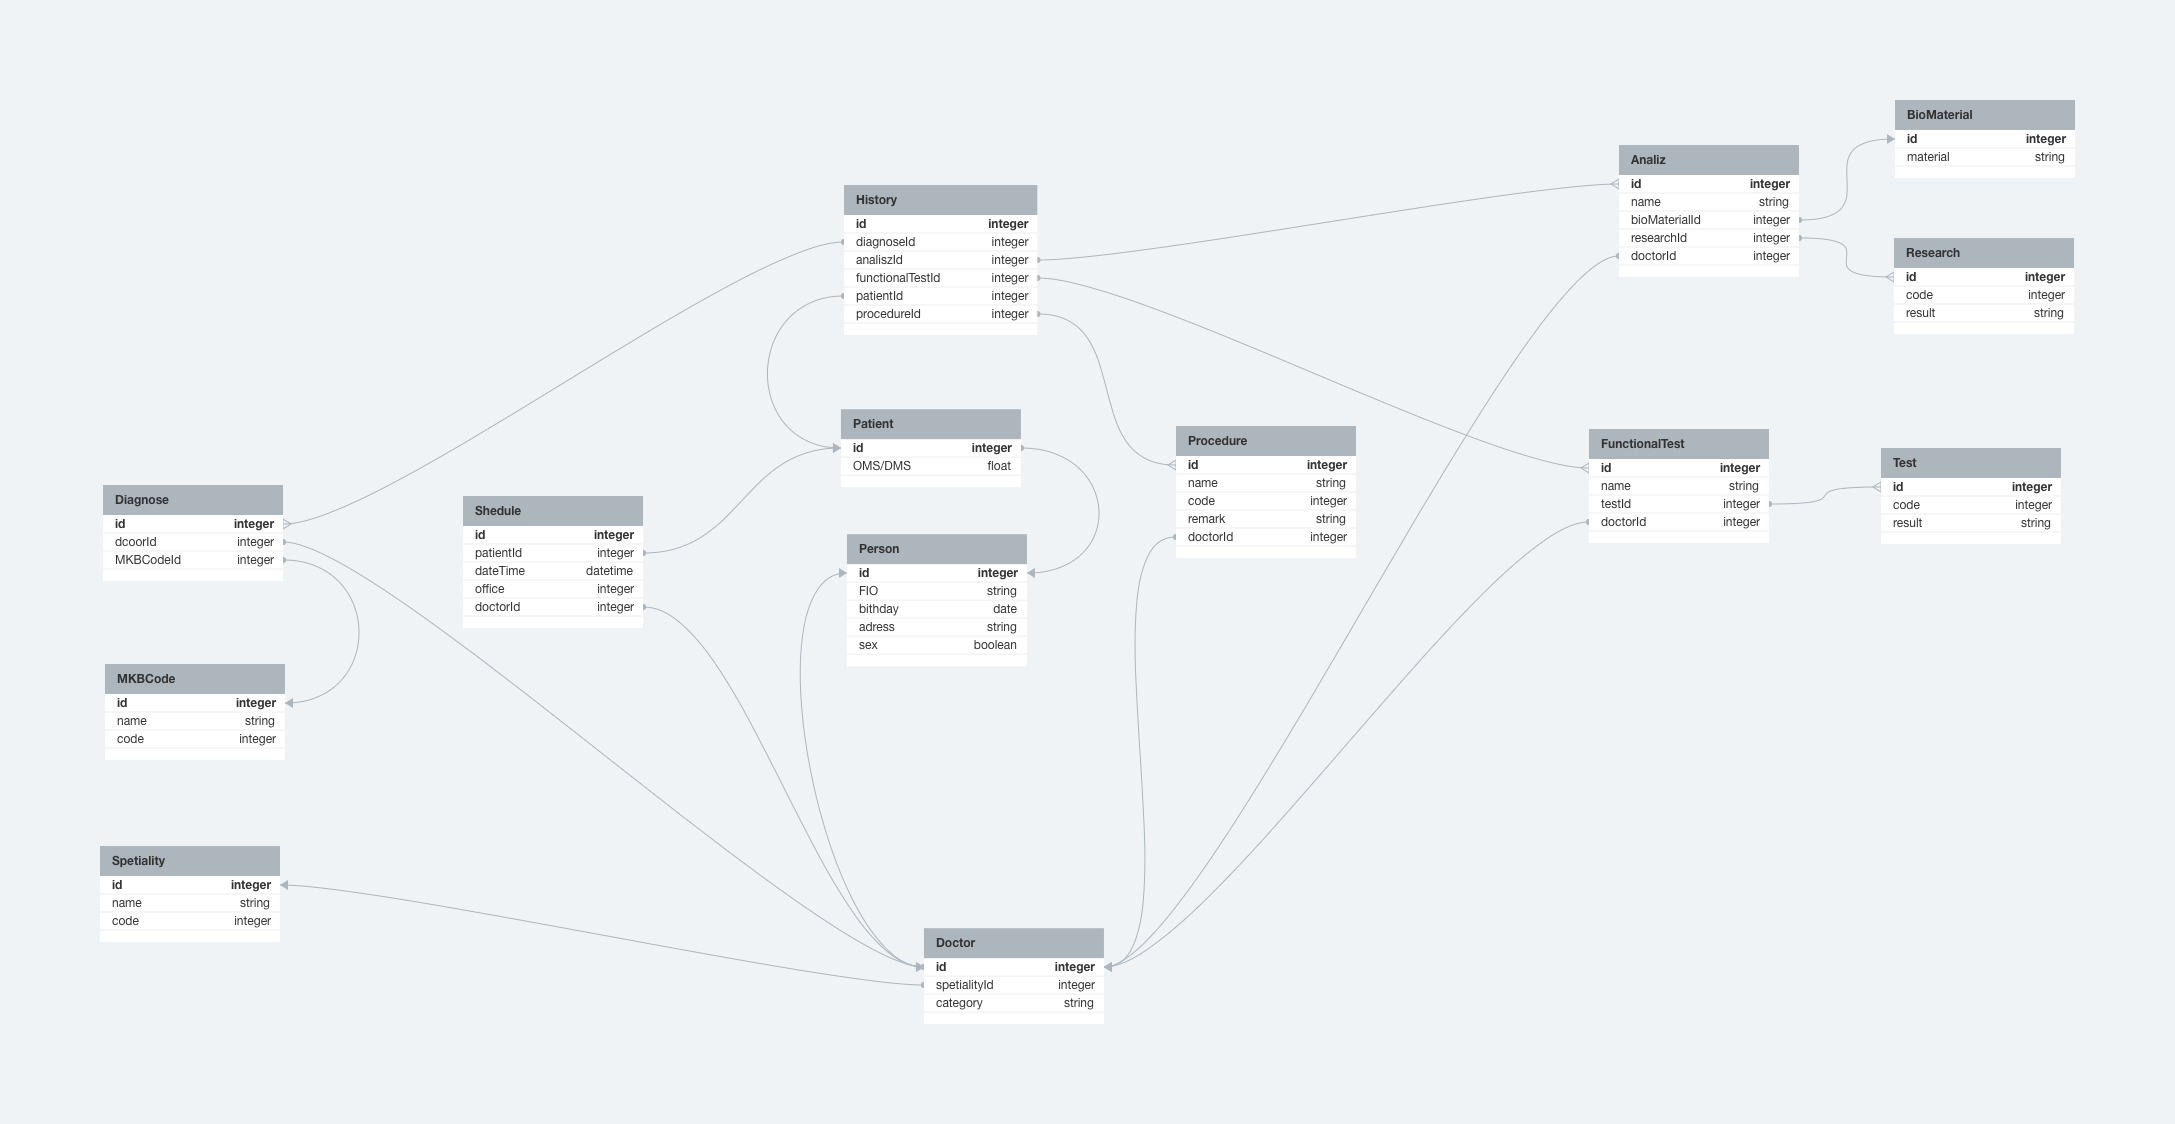 BioMaterial
id integer
material string
Analiz
id integer
name string
bioMaterialId integer
researchId integer
doctorId integer
History
id integer
diagnoseId integer
analiszId integer
functionalTestId integer
patientId integer
procedureId integer
Research
id integer
code integer
result string
Patient
id integer
OMS/DMS float
Procedure
id integer
name string
code integer
remark string
doctorId integer
FunctionalTest
id integer
name string
testId integer
doctorId integer
Test
id integer
code integer
result string
Diagnose
id integer
dcoorId integer
MKBCodeId integer
Shedule
id integer
patientId integer
dateTime datetime
office integer
doctorId integer
Person
id integer
FIO string
bithday date
adress string
sex boolean
MKBCode
id integer
name string
code integer
Spetiality
id integer
name string
code integer
Doctor
id integer
spetialityId integer
category string